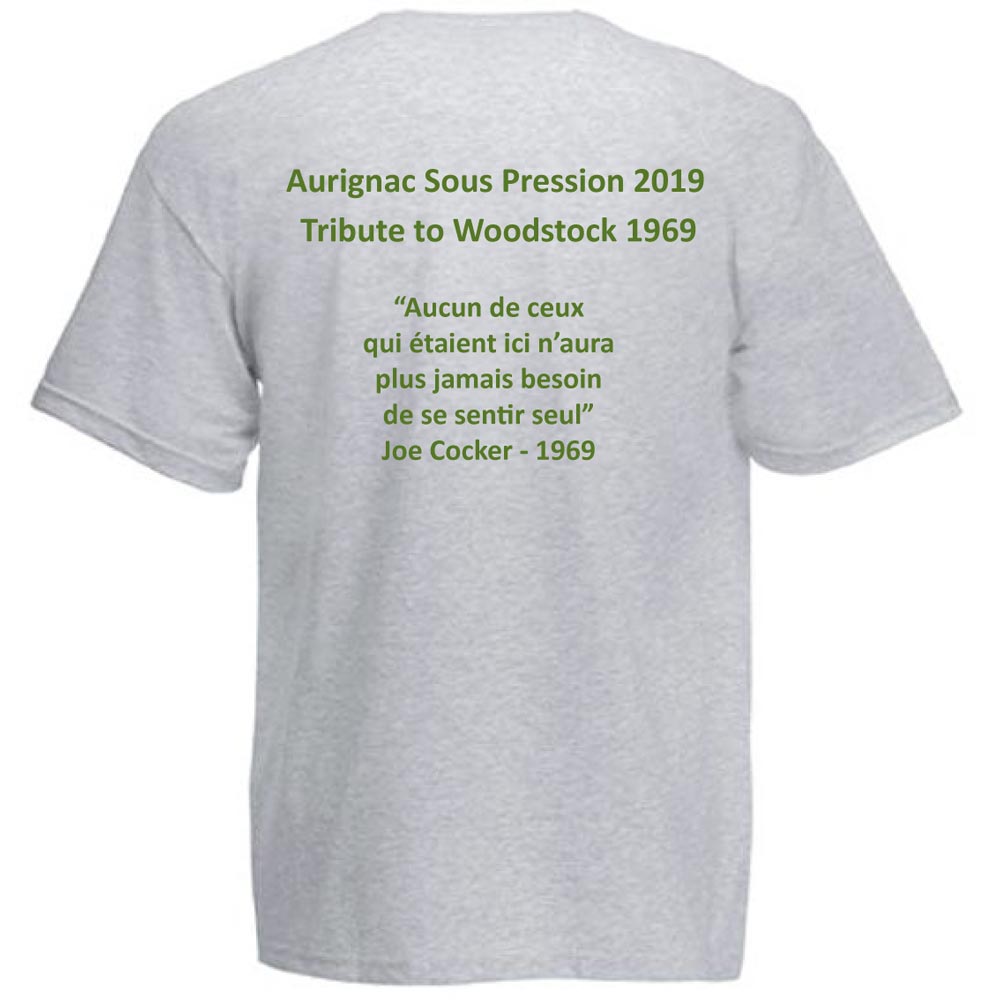 Aurignac Sous Pression 2019
Tribute to Woodstock 1969
“Aucun de ceux
qui étaient ici n’aura
plus jamais besoin
de se sentir seul”
Joe Cocker - 1969